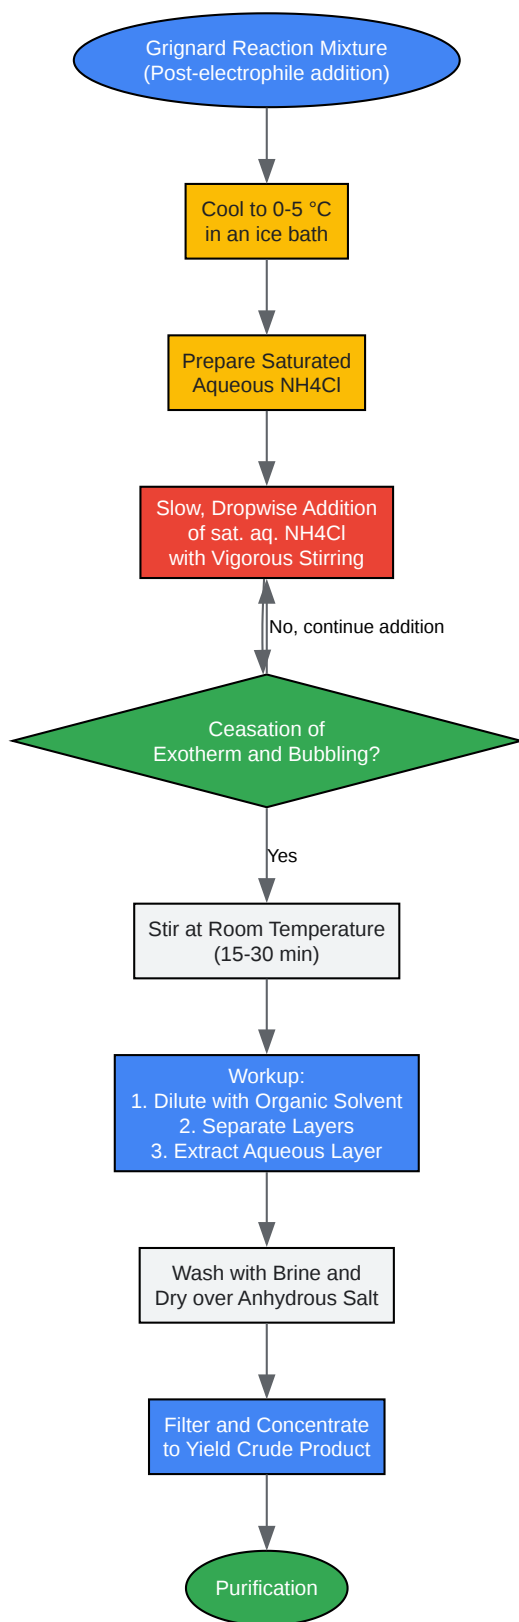 Grignard Reaction Mixture
(Post-electrophile addition)
Cool to 0-5 °C
in an ice bath
Prepare Saturated
Aqueous NH4Cl
Slow, Dropwise Addition
of sat. aq. NH4Cl
with Vigorous Stirring
No, continue addition
Ceasation of
Exotherm and Bubbling?
Yes
Stir at Room Temperature
(15-30 min)
Workup:
1. Dilute with Organic Solvent
2. Separate Layers
3. Extract Aqueous Layer
Wash with Brine and
Dry over Anhydrous Salt
Filter and Concentrate
to Yield Crude Product
Purification